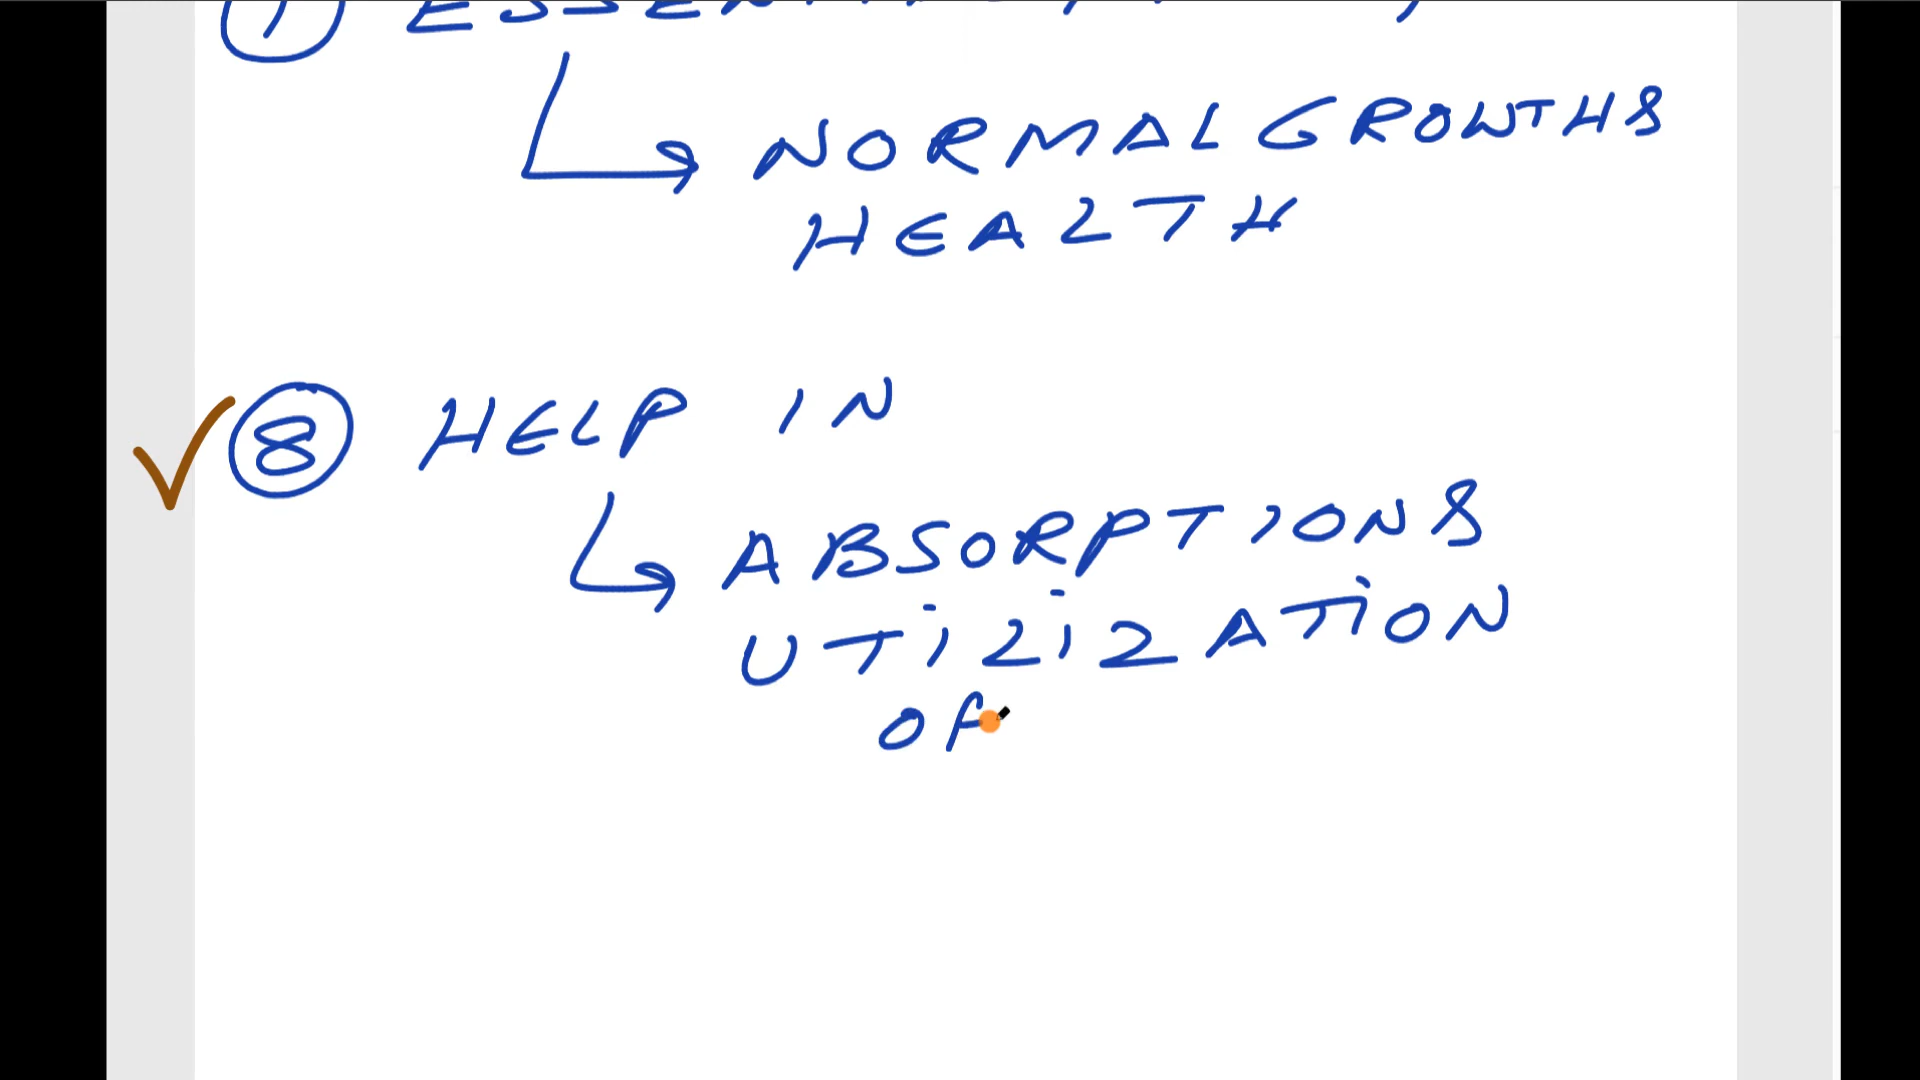 NORMAL GROWTH &
HEALTH
8 HELP IN
ABSORPTION &
UTILIZATION
OF